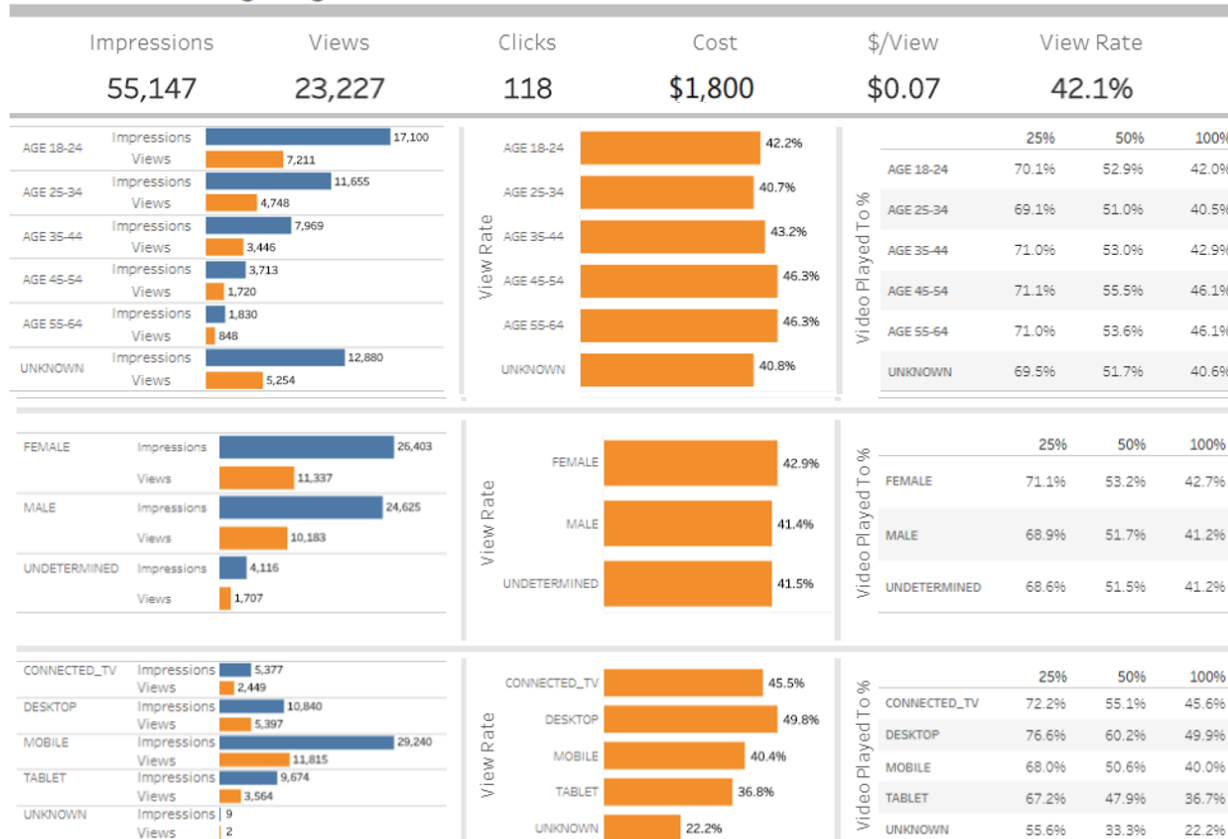 Impressions Views Clicks Cost $/View View Rate
55,147 23,227 118 $1,800 $0.07 42.1%
AGE 18-24 Impressions 17,100
Views 7,211
AGE 25-34 Impressions 11,655
Views 4,748
AGE 35-44 Impressions 7,969
Views 3,446
AGE 45-54 Impressions 3,713
Views 1,720
AGE 55-64 Impressions 1,830
Views 848
UNKNOWN Impressions 12,880
Views 5,254
View Rate
AGE 18-24 42.2%
AGE 25-34 40.7%
AGE 35-44 43.2%
AGE 45-54 46.3%
AGE 55-64 46.3%
UNKNOWN 40.8%
Video Played To %
25% 50% 100%
AGE 18-24 70.1% 52.9% 42.0%
AGE 25-34 69.1% 51.0% 40.5%
AGE 35-44 71.0% 53.0% 42.9%
AGE 45-54 71.1% 55.5% 46.1%
AGE 55-64 71.0% 53.6% 46.1%
UNKNOWN 69.5% 51.7% 40.6%
FEMALE Impressions 26,403
Views 11,337
MALE Impressions 24,625
Views 10,183
UNDETERMINED Impressions 4,116
Views 1,707
View Rate
FEMALE 42.9%
MALE 41.4%
UNDETERMINED 41.5%
Video Played To %
25% 50% 100%
FEMALE 71.1% 53.2% 42.7%
MALE 68.9% 51.7% 41.2%
UNDETERMINED 68.6% 51.5% 41.2%
CONNECTED_TV Impressions 5,377
Views 2,449
DESKTOP Impressions 10,840
Views 5,397
MOBILE Impressions 29,240
Views 11,815
TABLET Impressions 9,674
Views 3,564
UNKNOWN Impressions 9
Views 2
View Rate
CONNECTED_TV 45.5%
DESKTOP 49.8%
MOBILE 40.4%
TABLET 36.8%
UNKNOWN 22.2%
Video Played To %
25% 50% 100%
CONNECTED_TV 72.2% 55.1% 45.6%
DESKTOP 76.6% 60.2% 49.9%
MOBILE 68.0% 50.6% 40.0%
TABLET 67.2% 47.9% 36.7%
UNKNOWN 55.6% 33.3% 22.2%